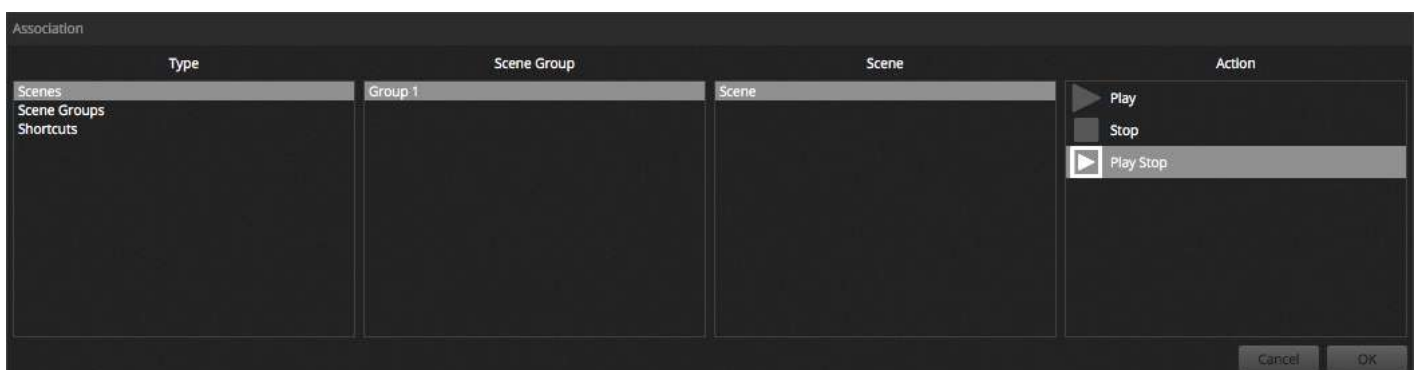 Association
Type Scene Group Scene Action
Scenes Group 1 Scene Play
Scene Groups
Shortcuts Stop
Play Stop
Cancel OK